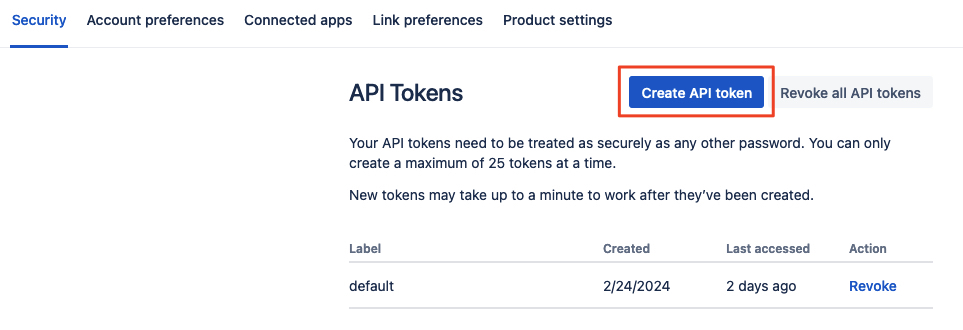 Security Account preferences Connected apps Link preferences Product settings
API Tokens Create API token Revoke all API tokens
Your API tokens need to be treated as securely as any other password. You can only
create a maximum of 25 tokens at a time.
New tokens may take up to a minute to work after they’ve been created.
Label Created Last accessed Action
default 2/24/2024 2 days ago Revoke